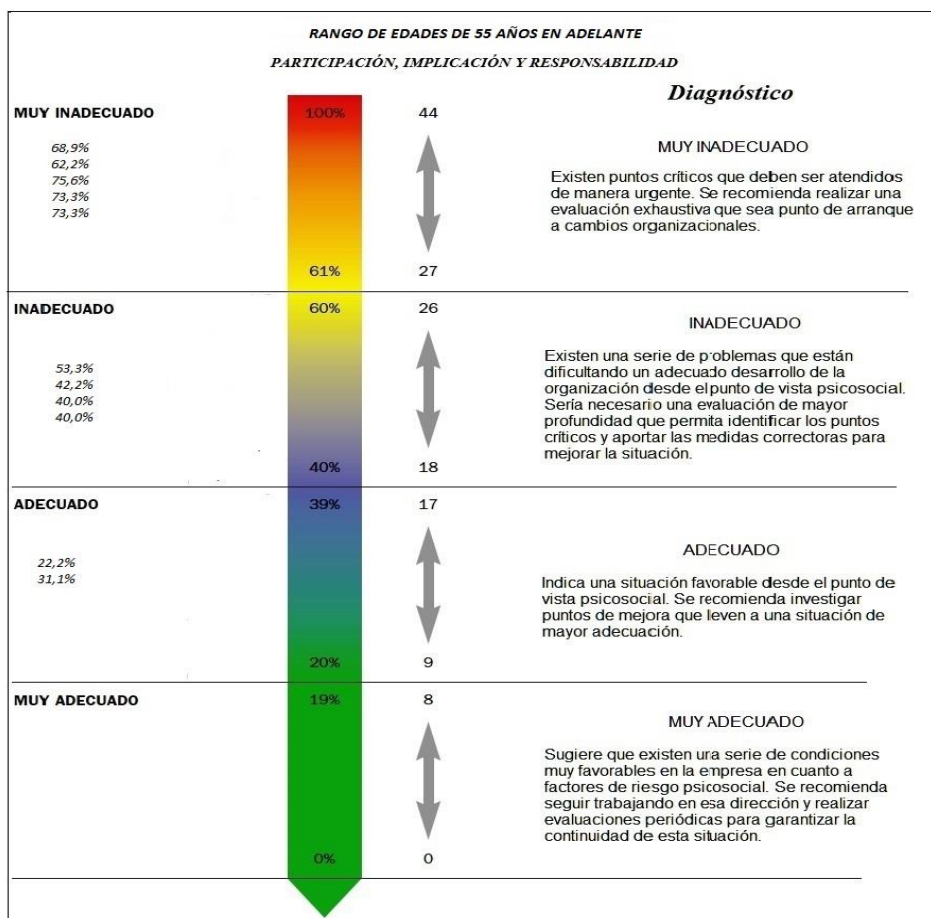 RANGO DE EDADES DE 55 AÑOS EN ADELANTE
PARTICIPACIÓN, IMPLICACIÓN Y RESPONSABILIDAD
Diagnóstico
MUY INADECUADO
100%
44
68,9%
62,2%
75,6%
73,3%
73,3%
61%
27
MUY INADECUADO
Existen puntos críticos que deben ser atendidos
de manera urgente. Se recomienda realizar una
evaluación exhaustiva que sea punto de arranque
a cambios organizacionales.
INADECUADO
60%
26
53,3%
42,2%
40,0%
40,0%
40%
18
INADECUADO
Existen una serie de problemas que están
dificultando un adecuado desarrollo de la
organización desde el punto de vista psicosocial.
Sería necesario una evaluación de mayor
profundidad que permita identificar los puntos
críticos y aportar las medidas correctoras para
mejorar la situación.
ADECUADO
39%
17
22,2%
31,1%
20%
9
ADECUADO
Indica una situación favorable desde el punto de
vista psicosocial. Se recomienda investigar
puntos de mejora que leven a una situación de
mayor adecuación.
MUY ADECUADO
19%
8
0%
0
MUY ADECUADO
Sugiere que existen una serie de condiciones
muy favorables en la empresa en cuanto a
factores de riesgo psicosocial. Se recomienda
seguir trabajando en esa dirección y realizar
evaluaciones periódicas para garantizar la
continuidad de esta situación.